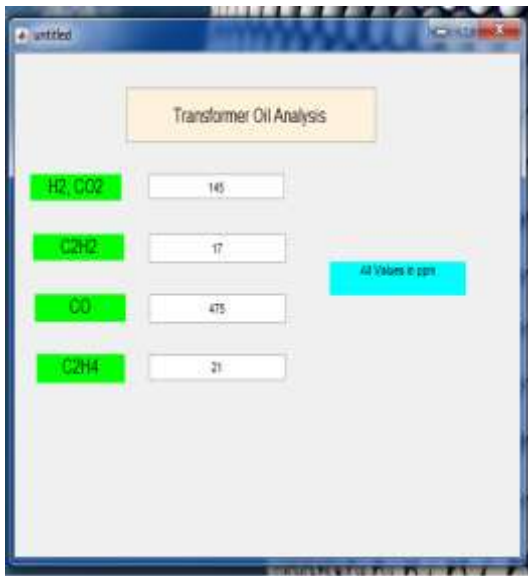 untitled
Transformer Oil Analysis
H2, CO2
145
C2H2
17
All Values in ppm
CO
475
C2H4
21